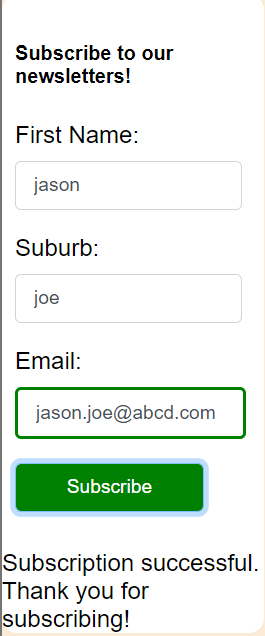 Subscribe to our
newsletters!
First Name:
jason
Suburb:
joe
Email:
jason.joe@abcd.com
Subscribe
Subscription successful.
Thank you for
subscribing!